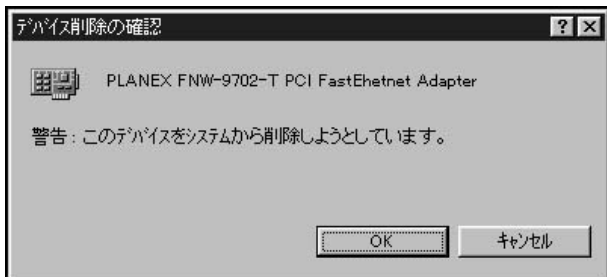 デバイス削除の確認
PLANEX FNW-9702-T PCI FastEhetnet Adapter
警告 : このデバイスをシステムから削除しようとしています。
OK
キャンセル